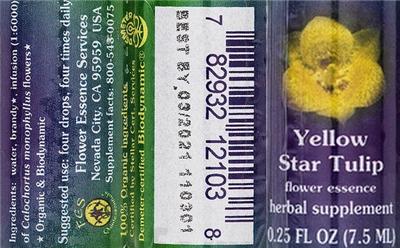 Ingredients: water, brandy★, infusion (1:6000)
of Calochortus monophyllus flowers★
★ Organic & Biodynamic
Suggested use: four drops, four times daily
Flower Essence Services
Nevada City, CA 95959 USA
Supplement facts: 800-548-0075
FES
100% Organic Ingredients
Certified by Stellar Cert. Services
Demeter certified Biodynamic®
BEST BY 03/2021 110301
7 82932 12103 8
Yellow
Star Tulip
flower essence
herbal supplement
0.25 FL OZ (7.5 ML)